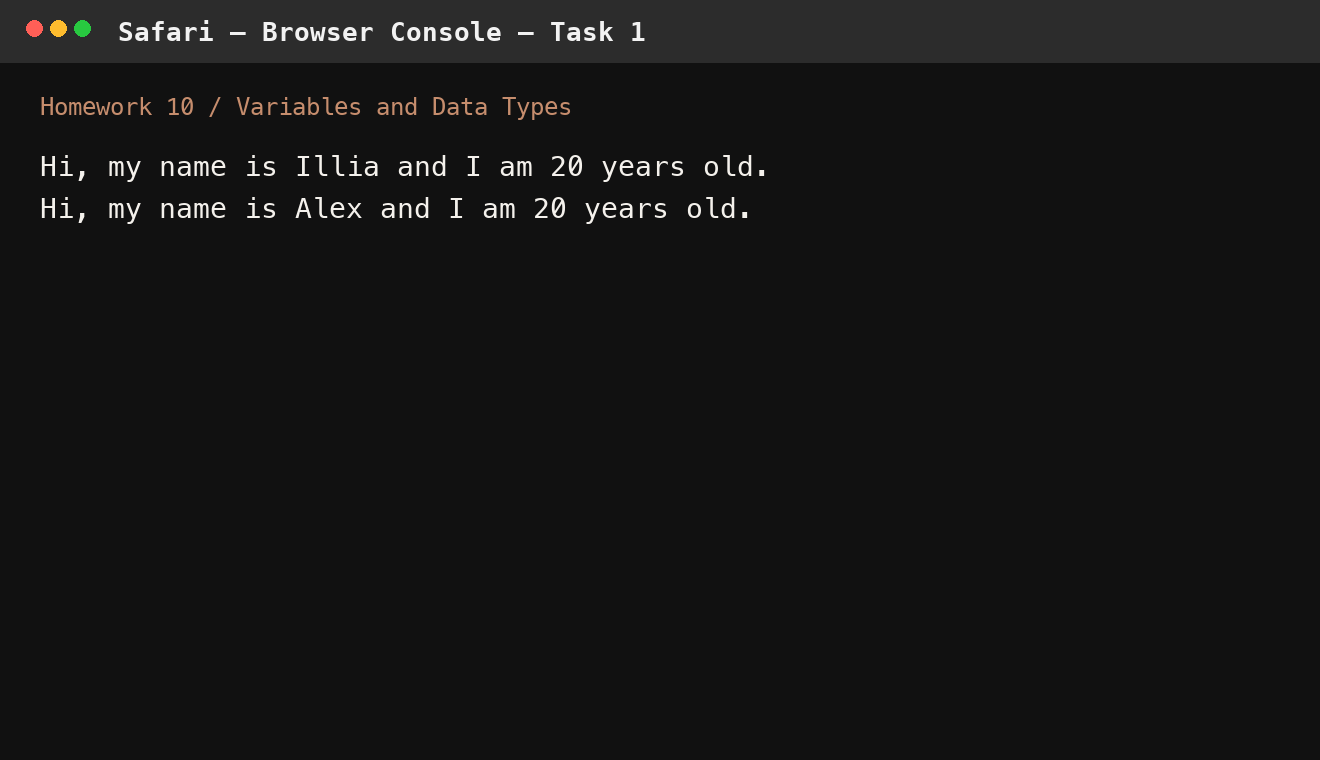 Safari — Browser Console — Task 1
Homework 10 / Variables and Data Types
Hi, my name is Illia and I am 20 years old.
Hi, my name is Alex and I am 20 years old.